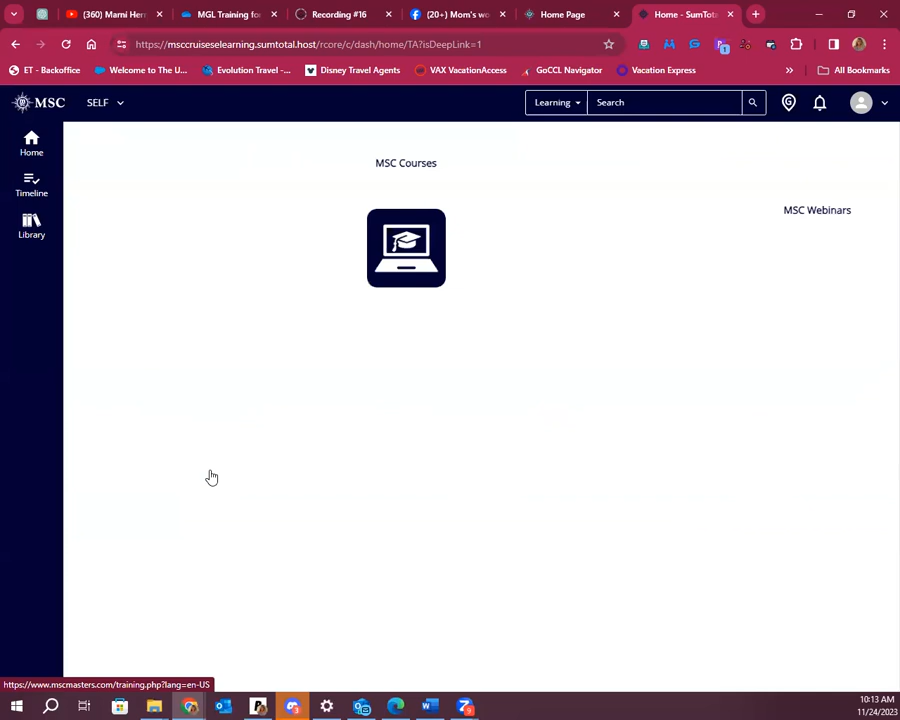 (360) Marni Her
MGL Training fo
Recording #16
(20+) Mom's wo
Home Page
Home - SumTota
https://msccruiseselearning.sumtotal.host/rcore/c/dash/home/TA?isDeepLink=1
ET - Backoffice
Welcome to The U...
Evolution Travel -...
Disney Travel Agents
VAX VacationAccess
GoCCL Navigator
Vacation Express
»
All Bookmarks
MSC
SELF
Learning
Search
Home
Timeline
Library
MSC Courses
MSC Webinars
https://www.mscmasters.com/training.php?lang=en-US
10:13 AM
11/24/2023